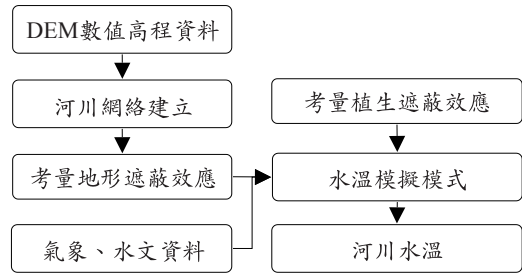 DEM數值高程資料
河川網絡建立
考量地形遮蔽效應
氣象、水文資料
考量植生遮蔽效應
水溫模擬模式
河川水溫